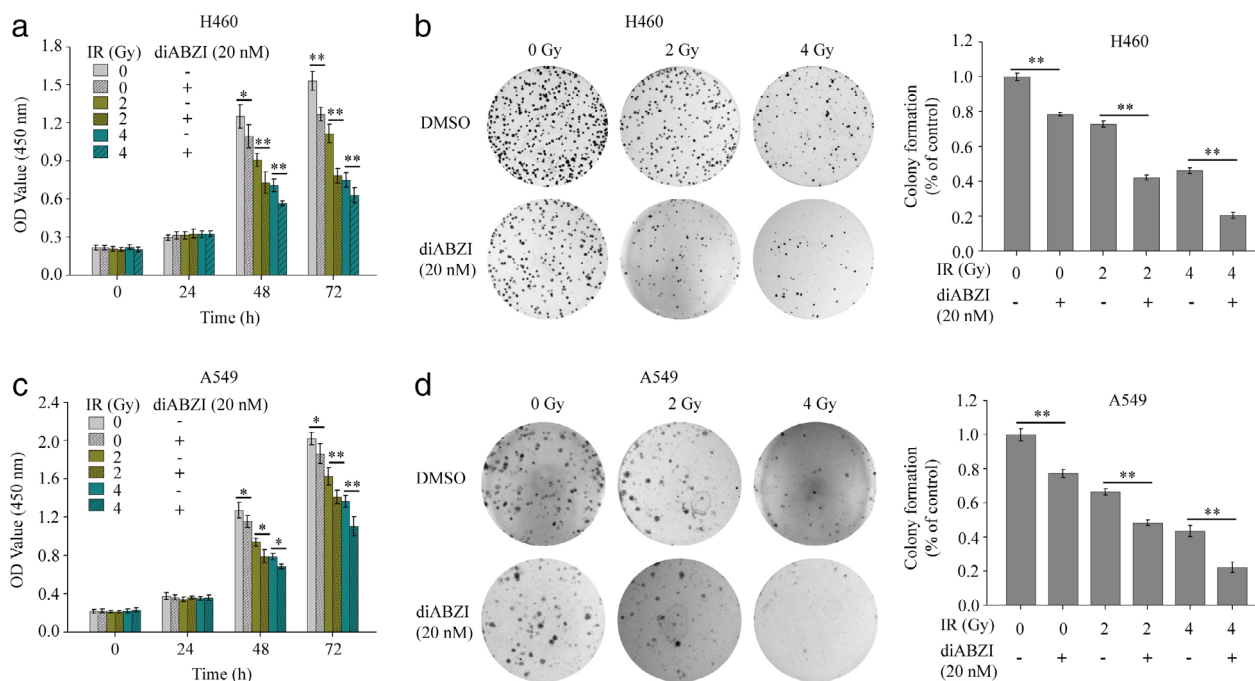 a
H460
IR (Gy) diABZI (20 nM)
0 -
0 +
2 -
2 +
4 -
4 +
OD Value (450 nm)
1.8
1.5
1.2
0.9
0.6
0.3
0.0
* ** **
** ** **
0 24 48 72
Time (h)
b
H460
0 Gy 2 Gy 4 Gy
DMSO
diABZI
(20 nM)
H460
Colony formation
(% of control)
1.2
1.0
0.8
0.6
0.4
0.2
0.0
** ** **
IR (Gy) 0 0 2 2 4 4
diABZI
(20 nM) - + - + - +
c
A549
IR (Gy) diABZI (20 nM)
0 -
0 +
2 -
2 +
4 -
4 +
OD Value (450 nm)
2.4
2.0
1.6
1.2
0.8
0.4
0.0
* * *
* ** **
0 24 48 72
Time (h)
d
A549
0 Gy 2 Gy 4 Gy
DMSO
diABZI
(20 nM)
A549
Colony formation
(% of control)
1.2
1.0
0.8
0.6
0.4
0.2
0
** ** **
IR (Gy) 0 0 2 2 4 4
diABZI
(20 nM) - + - + - +